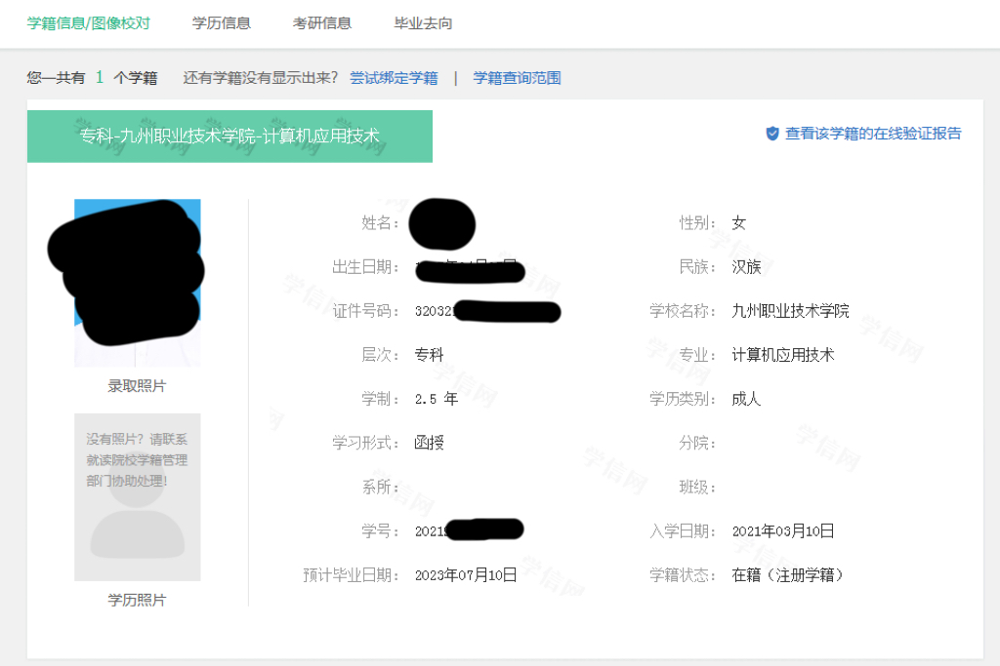 学籍信息/图像校对 学历信息 考研信息 毕业去向
您一共有 1 个学籍 还有学籍没有显示出来？ 尝试绑定学籍 | 学籍查询范围
专科-九州职业技术学院-计算机应用技术
查看该学籍的在线验证报告
姓名： 性别： 女
出生日期： 民族： 汉族
证件号码： 32032 学校名称： 九州职业技术学院
层次： 专科 专业： 计算机应用技术
录取照片
学制： 2.5 年 学历类别： 成人
没有照片？请联系
就读院校学籍管理
部门协助处理！
学习形式： 函授 分院：
系所： 班级：
学号： 2021 入学日期： 2021年03月10日
预计毕业日期： 2023年07月10日 学籍状态： 在籍（注册学籍）
学历照片
学信网